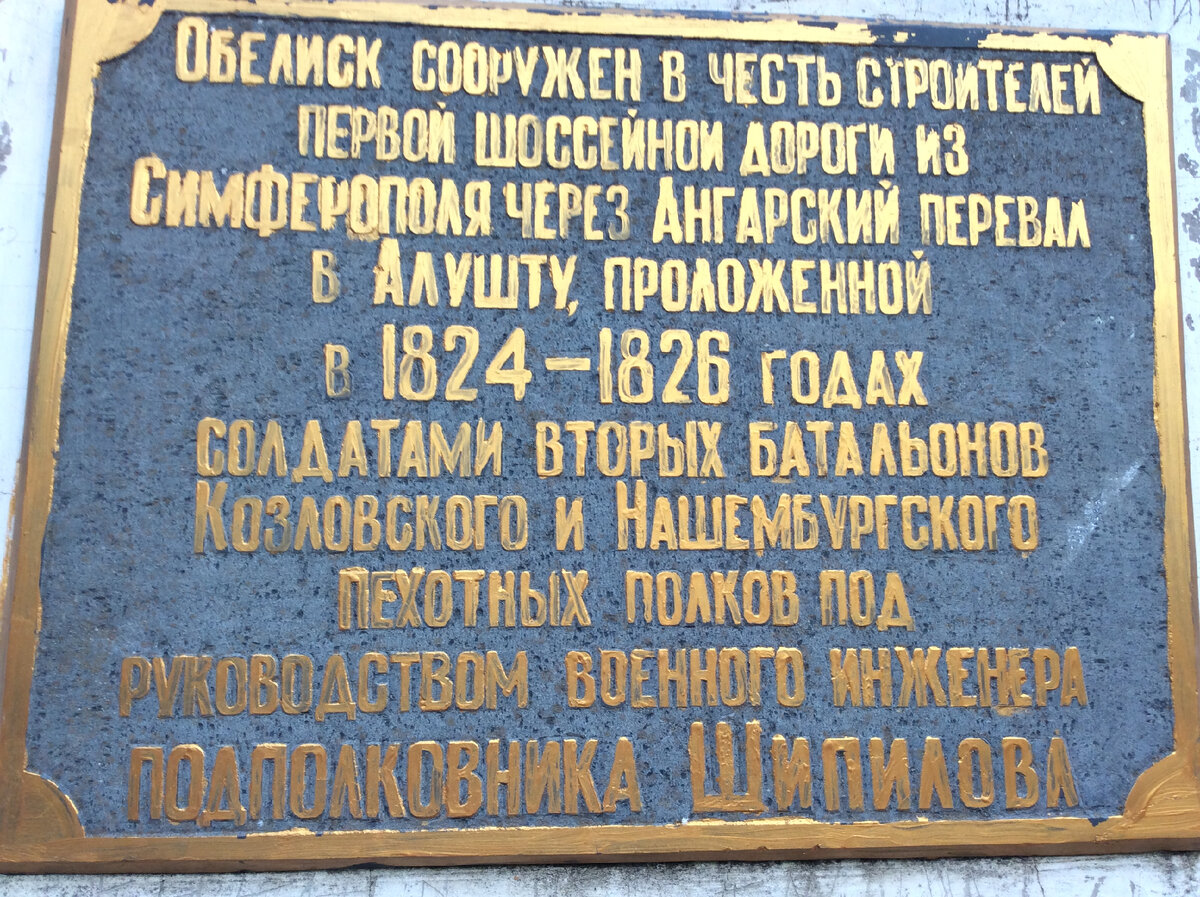 Обелиск сооружен в честь строителей
первой шоссейной дороги из
Симферополя через Ангарский перевал
в Алушту, проложенной
в 1824–1826 годах
солдатами вторых батальонов
Козловского и Нашембургского
пехотных полков под
руководством военного инженера
подполковника Шипилова